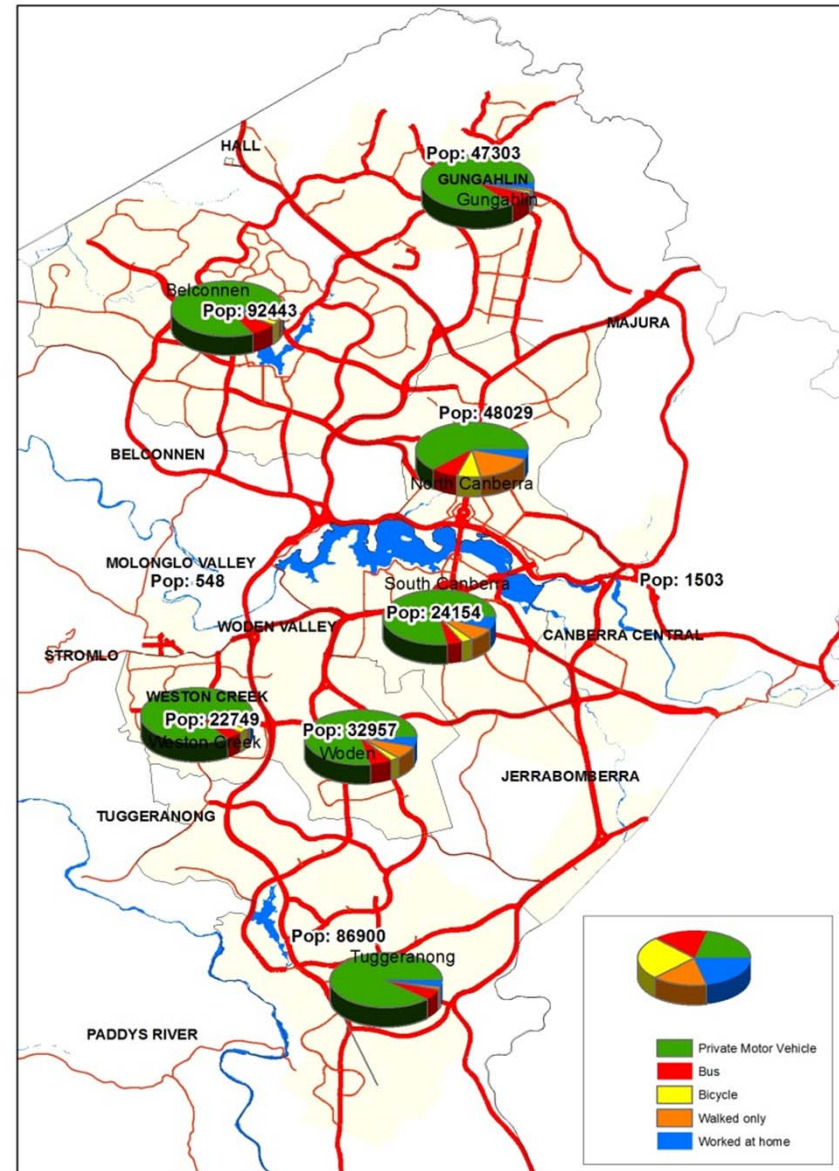 HALL
Pop: 47303
GUNGAHLIN
Gungahlin
Belconnen
Pop: 92443
MAJURA
Pop: 48029
BELCONNEN
North Canberra
MOLONGLO VALLEY
Pop: 548
South Canberra
Pop: 1503
Pop: 24154
WODEN VALLEY
CANBERRA CENTRAL
STROMLO
WESTON CREEK
Pop: 22749
Weston Creek
Pop: 32957
Woden
JERRABOMBERRA
TUGGERANONG
Pop: 86900
Tuggeranong
PADDYS RIVER
Private Motor Vehicle
Bus
Bicycle
Walked only
Worked at home